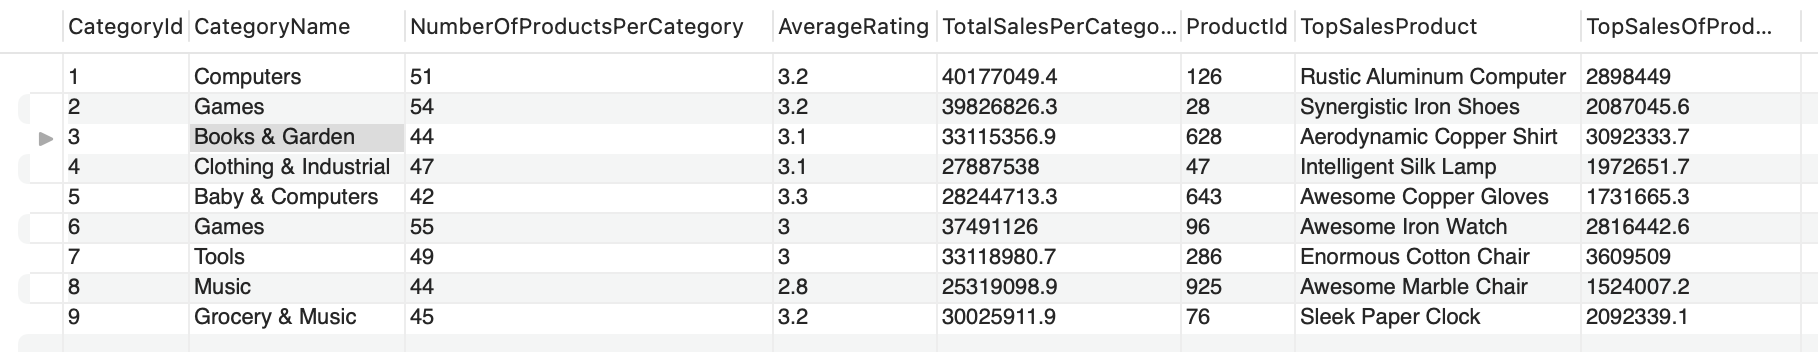 CategoryId CategoryName NumberOfProductsPerCategory AverageRating TotalSalesPerCatego... ProductId TopSalesProduct TopSalesOfProd...
1 Computers 51 3.2 40177049.4 126 Rustic Aluminum Computer 2898449
2 Games 54 3.2 39826826.3 28 Synergistic Iron Shoes 2087045.6
3 Books & Garden 44 3.1 33115356.9 628 Aerodynamic Copper Shirt 3092333.7
4 Clothing & Industrial 47 3.1 27887538 47 Intelligent Silk Lamp 1972651.7
5 Baby & Computers 42 3.3 28244713.3 643 Awesome Copper Gloves 1731665.3
6 Games 55 3 37491126 96 Awesome Iron Watch 2816442.6
7 Tools 49 3 33118980.7 286 Enormous Cotton Chair 3609509
8 Music 44 2.8 25319098.9 925 Awesome Marble Chair 1524007.2
9 Grocery & Music 45 3.2 30025911.9 76 Sleek Paper Clock 2092339.1